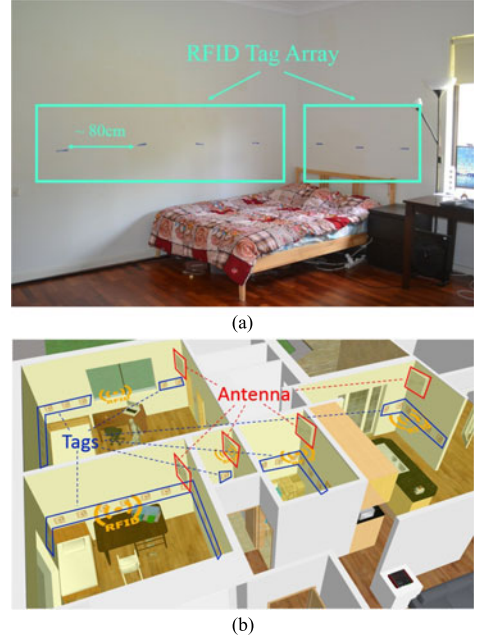 RFID Tag Array
~ 80cm
(a)
RFID
Antenna
Tags
RFID
(b)